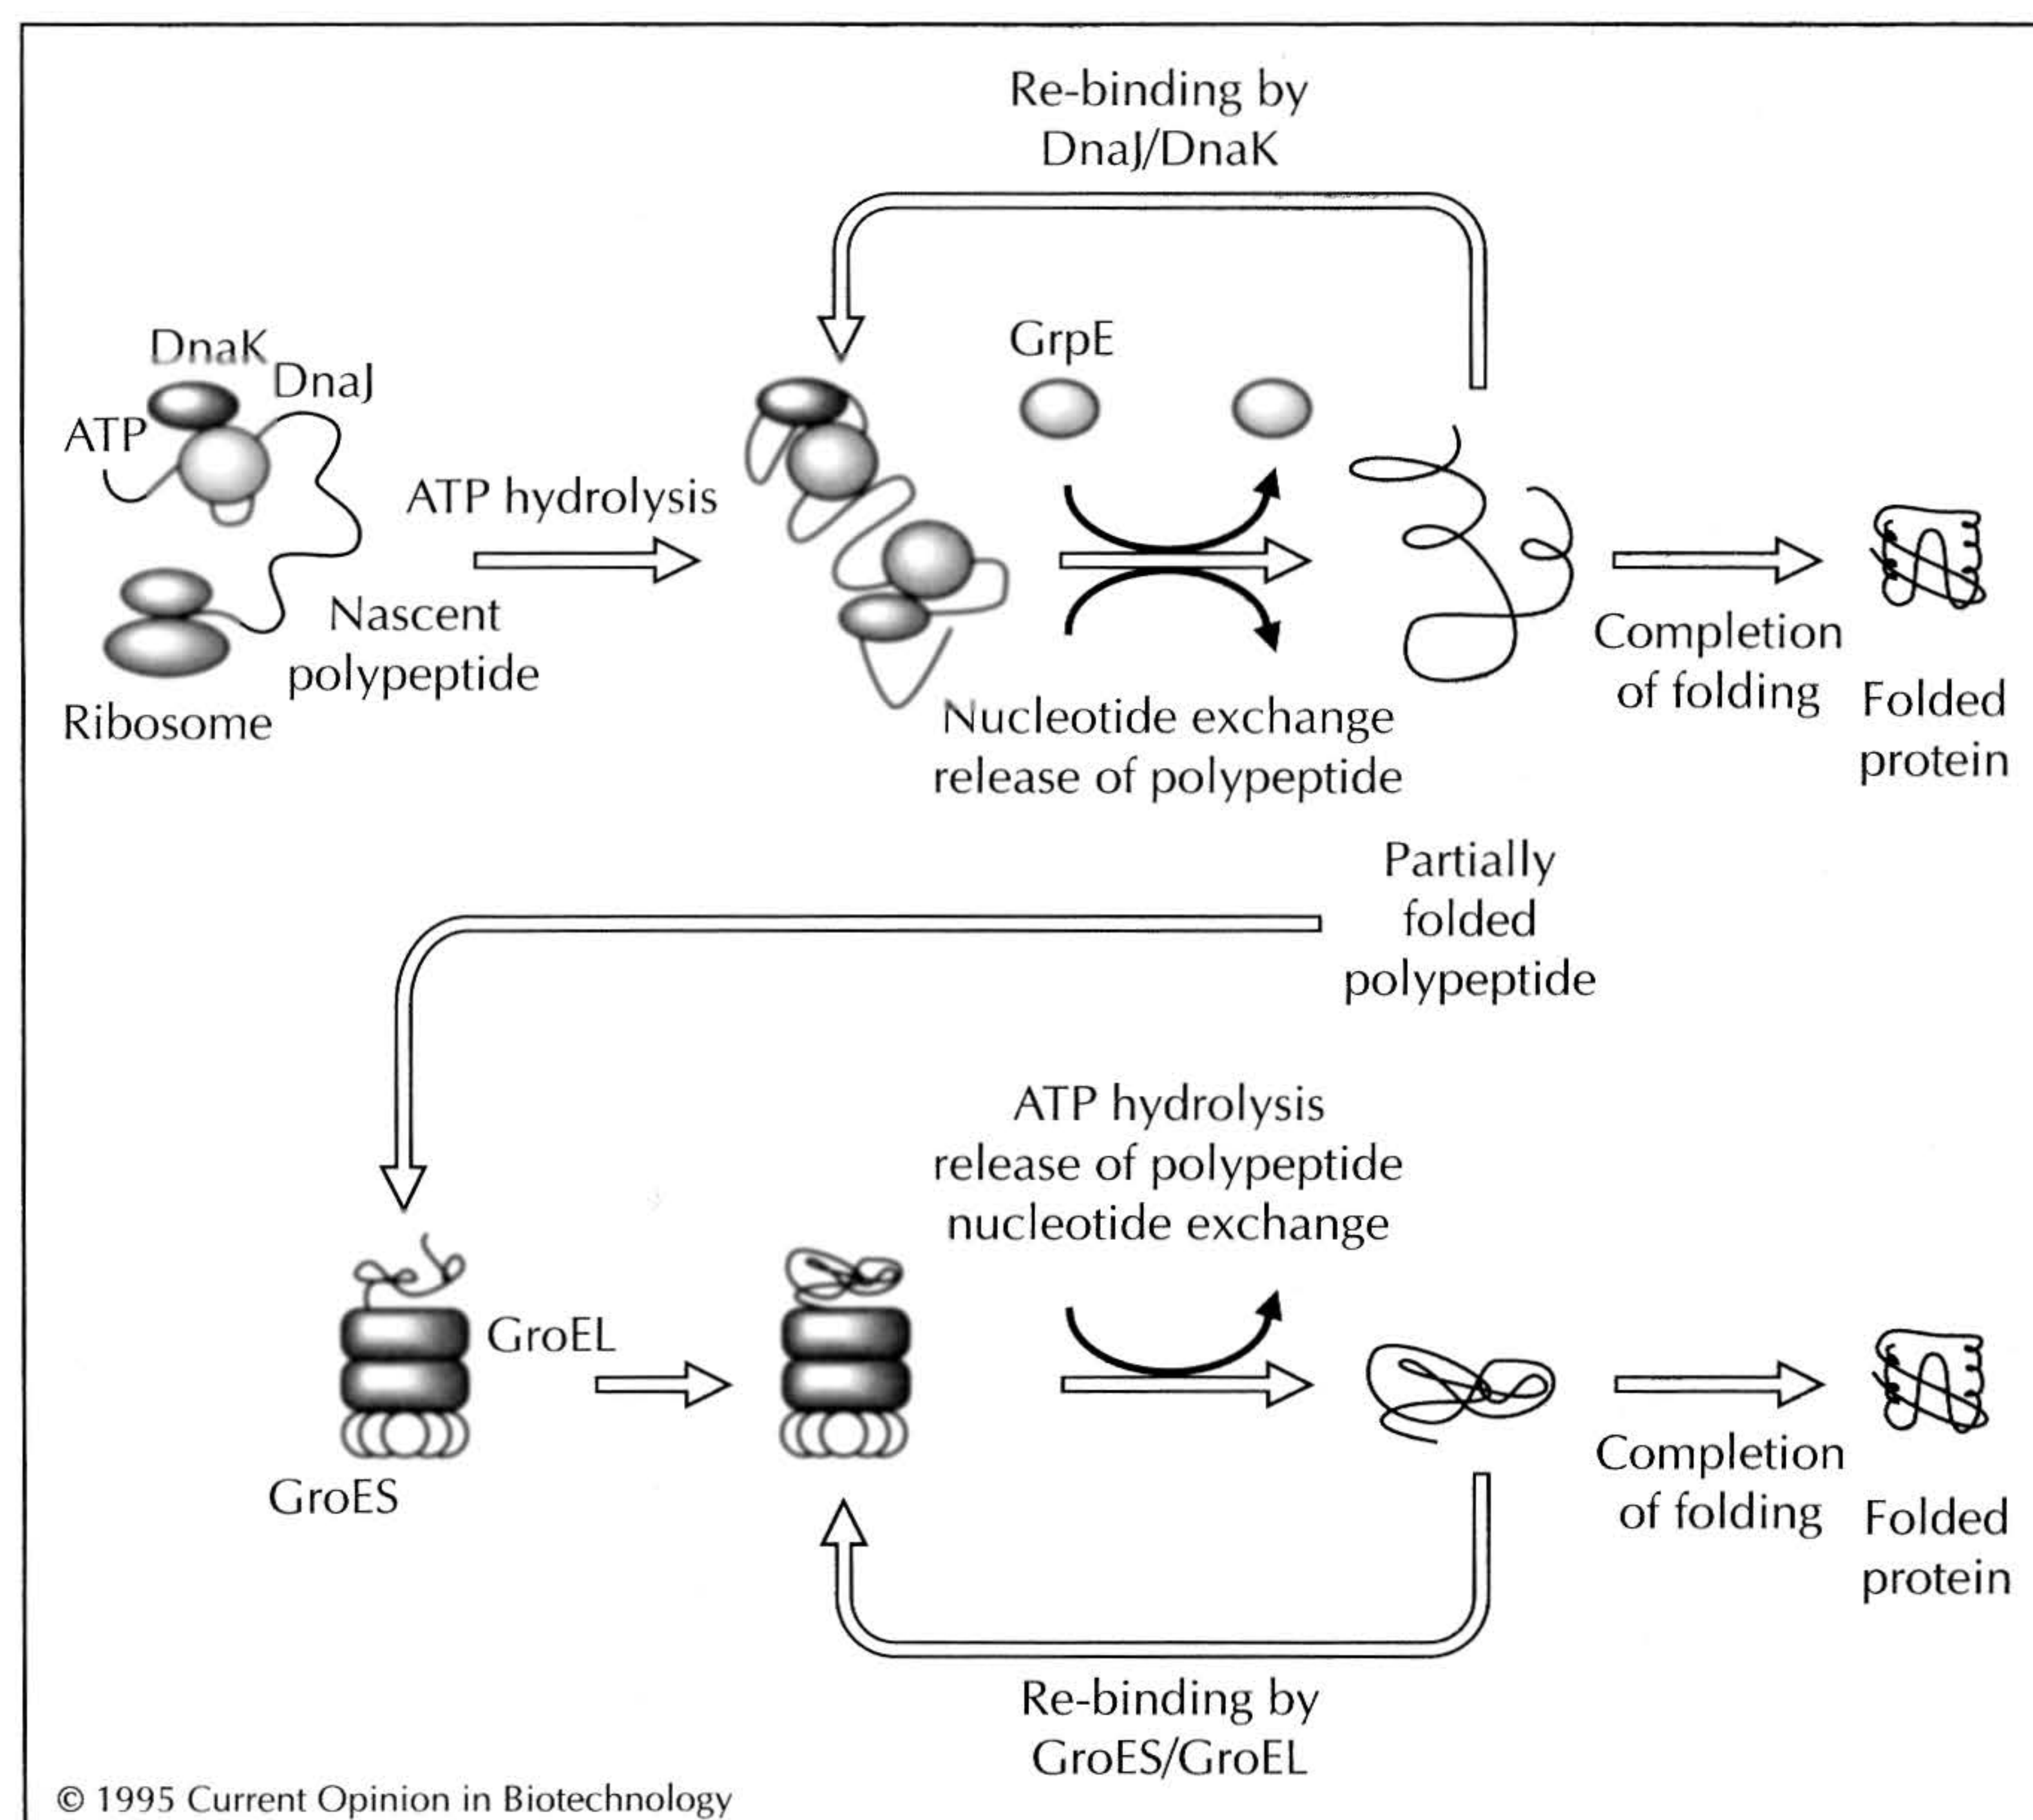 Re-binding by
DnaJ/DnaK
DnaK
DnaJ
GrpE
ATP
ATP hydrolysis
Nascent
polypeptide
Ribosome
Nucleotide exchange
release of polypeptide
Completion
of folding
Folded
protein
Partially
folded
polypeptide
ATP hydrolysis
release of polypeptide
nucleotide exchange
GroEL
GroES
Completion
of folding
Folded
protein
Re-binding by
GroES/GroEL
© 1995 Current Opinion in Biotechnology